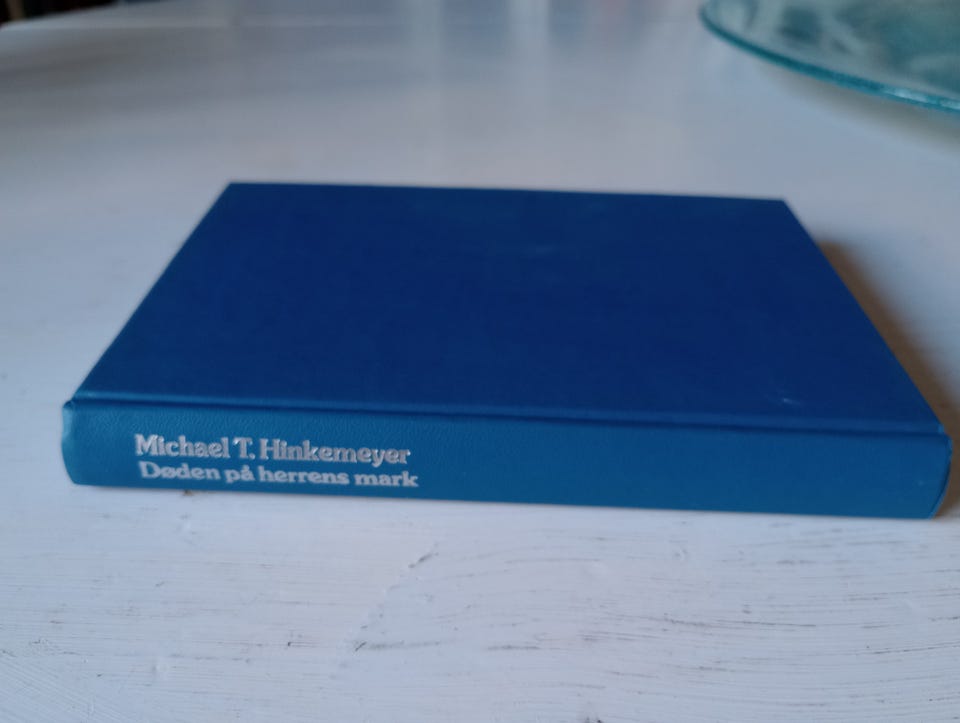 Michael T. Hinkemeyer
Døden på herrens mark